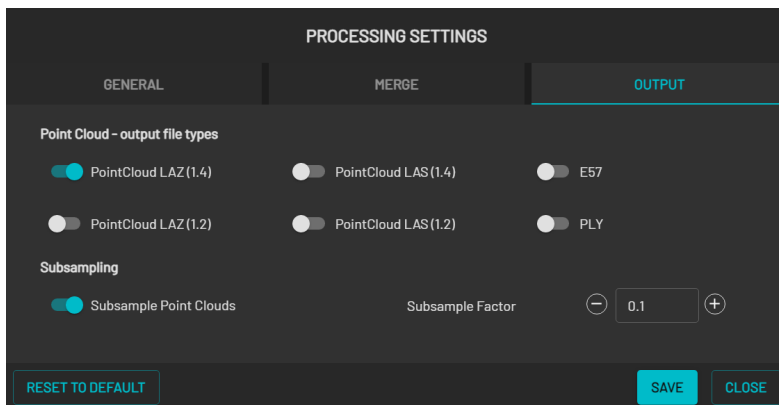 PROCESSING SETTINGS
GENERAL MERGE OUTPUT
Point Cloud - output file types
PointCloud LAZ (1.4) PointCloud LAS (1.4) E57
PointCloud LAZ (1.2) PointCloud LAS (1.2) PLY
Subsampling
Subsample Point Clouds Subsample Factor 0.1
RESET TO DEFAULT SAVE CLOSE